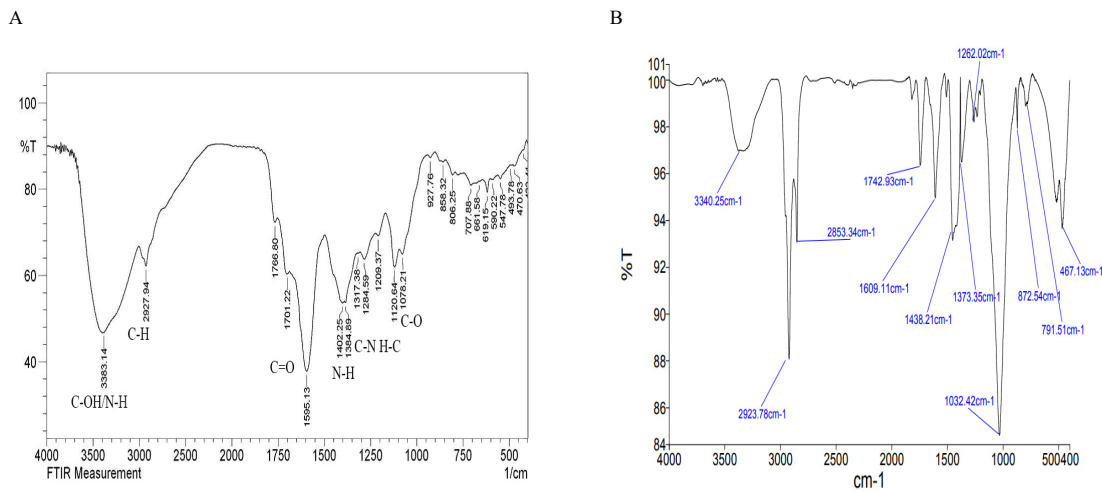 A
B
100
%T
80
60
40
3383.14
2927.94
1766.80
1701.22
1595.13
1402.25
1384.89
1317.38
1284.59
1209.37
1120.64
1078.21
927.76
858.32
806.25
707.88
661.58
619.15
590.22
547.78
493.78
470.63
C-H
C-OH/N-H
C=O
N-H
C-N H-C
C-O
4000
3500
3000
2500
2000
1750
1500
1250
1000
750
500
400
FTIR Measurement
1/cm
101
100
98
96
94
92
90
88
86
84
%T
1262.02cm-1
3340.25cm-1
1742.93cm-1
2853.34cm-1
1609.11cm-1
1438.21cm-1
1373.35cm-1
872.54cm-1
791.51cm-1
467.13cm-1
2923.78cm-1
1032.42cm-1
4000
3500
3000
2500
2000
1500
1000
500400
cm-1